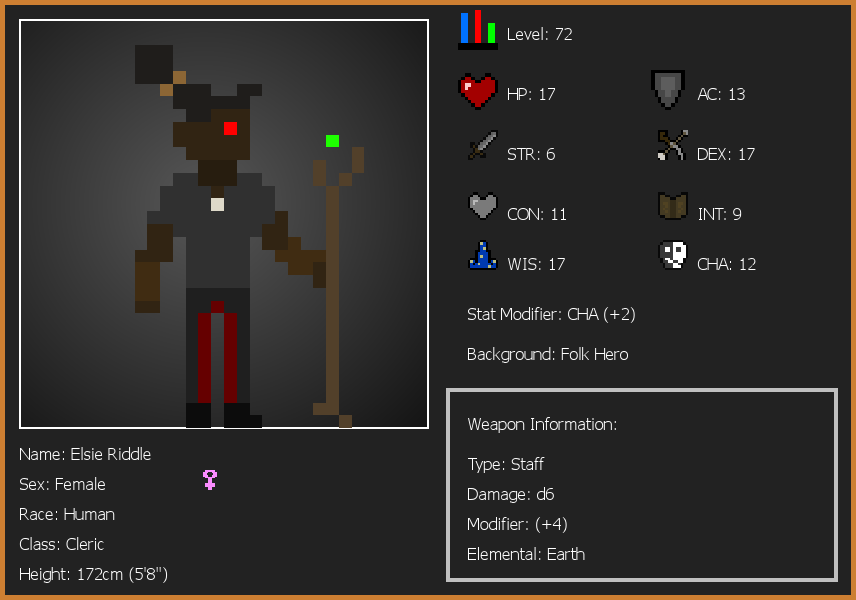 Level: 72
HP: 17
AC: 13
STR: 6
DEX: 17
CON: 11
INT: 9
WIS: 17
CHA: 12
Stat Modifier: CHA (+2)
Background: Folk Hero
Weapon Information:
Type: Staff
Damage: d6
Modifier: (+4)
Elemental: Earth
Name: Elsie Riddle
Sex: Female
Race: Human
Class: Cleric
Height: 172cm (5'8")